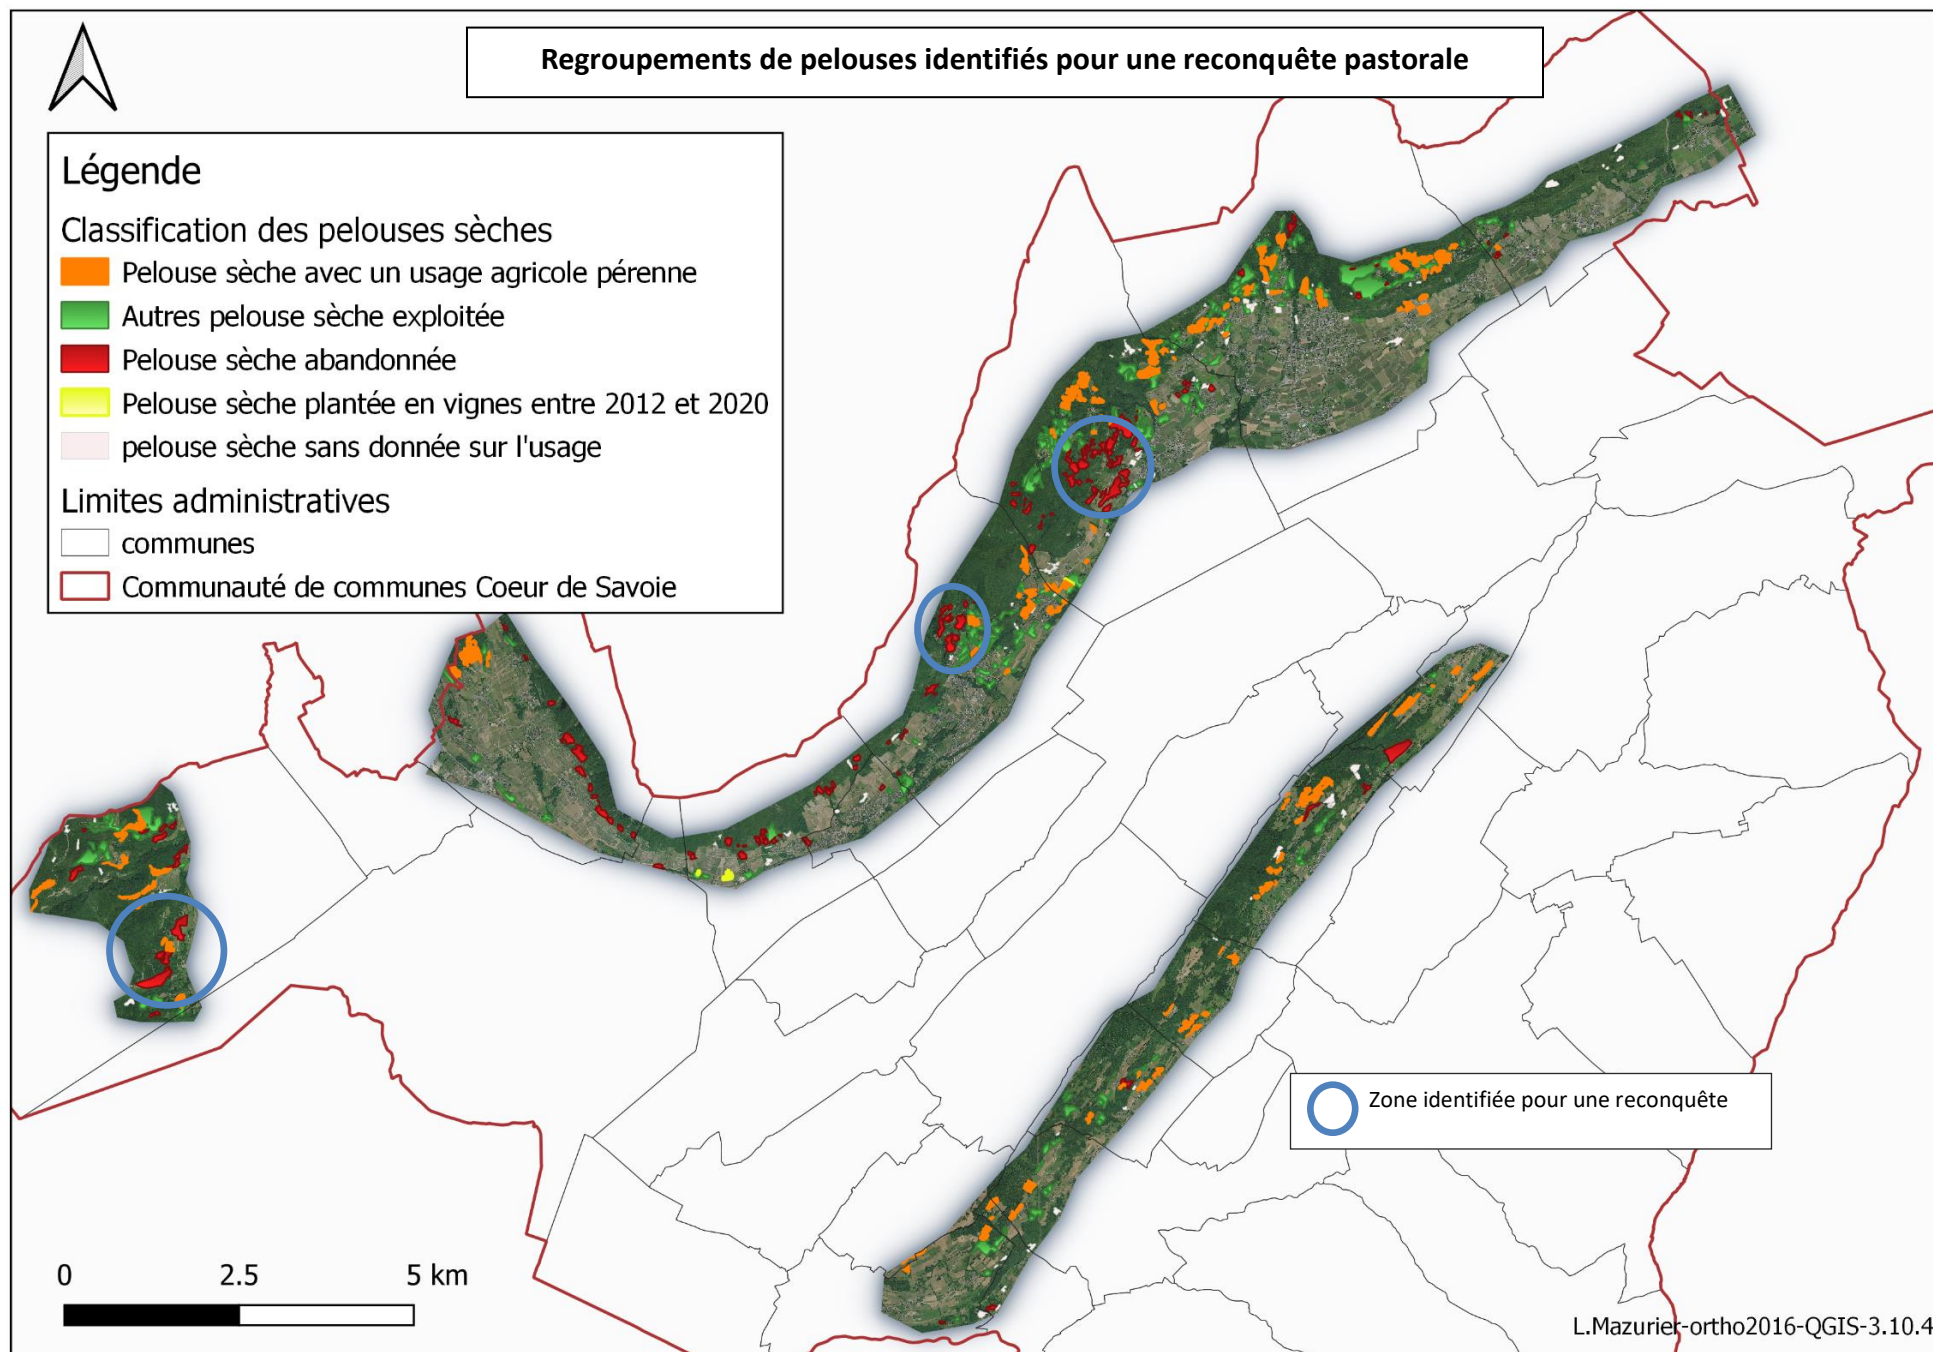 Regroupements de pelouses identifiés pour une reconquête pastorale
Légende
Classification des pelouses sèches
Pelouse sèche avec un usage agricole pérenne
Autres pelouse sèche exploitée
Pelouse sèche abandonnée
Pelouse sèche plantée en vignes entre 2012 et 2020
pelouse sèche sans donnée sur l'usage
Limites administratives
communes
Communauté de communes Coeur de Savoie
Zone identifiée pour une reconquête
0 2.5 5 km
L.Mazurier-ortho2016-QGIS-3.10.4